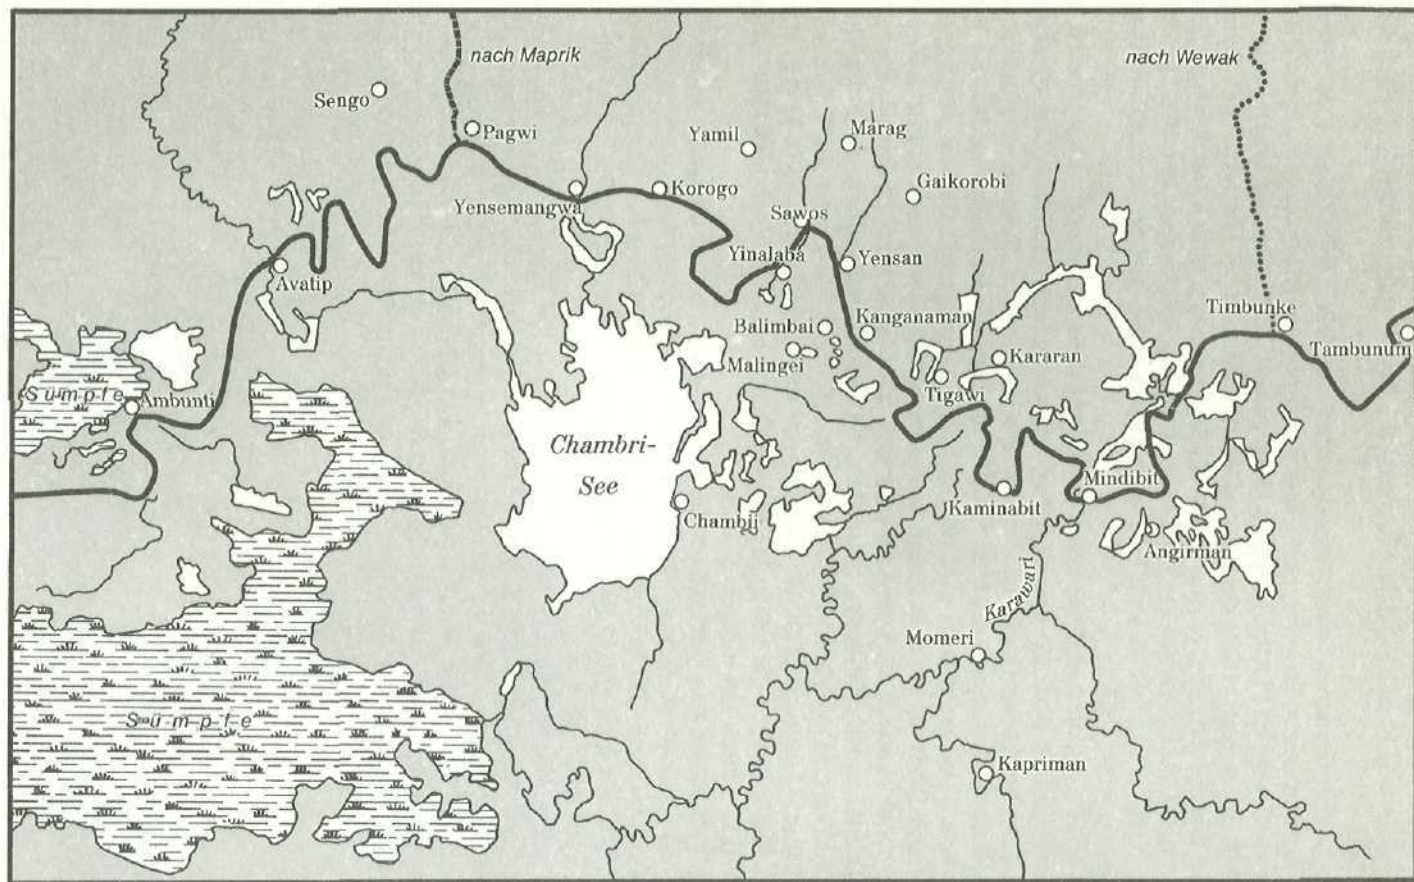 nach Maprik
nach Wewak
Sengo
Pagwi
Yamil
Marag
Gaikorobi
Korogo
Yensemangwa
Sawos
Yinalaba
Yensan
Avatip
Timbunke
Tambunum
Balimbai
Kanganaman
Malingei
Kararan
Tigawi
Sümpfe
Ambunti
Chambri-
See
Mindibit
Kaminabit
Chambij
Angirman
Karawari
Momeri
Sümpfe
Kapriman